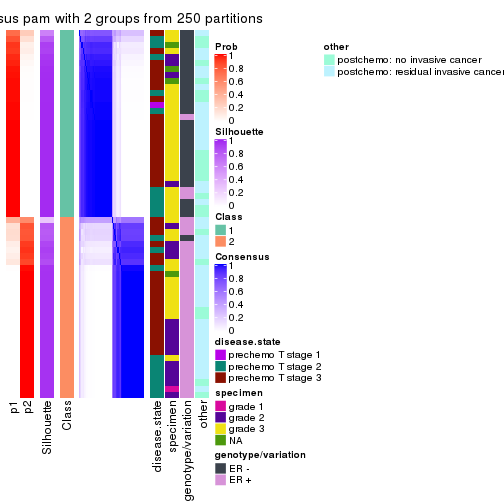 sus pam with 2 groups from 250 partitions
Prob
1
0.8
0.6
0.4
0.2
0
Silhouette
1
0.8
0.6
0.4
0.2
0
Class
1
2
Consensus
1
0.8
0.6
0.4
0.2
0
disease.state
prechemo T stage 1
prechemo T stage 2
prechemo T stage 3
specimen
grade 1
grade 2
grade 3
NA
genotype/variation
ER -
ER +
other
postchemo: no invasive cancer
postchemo: residual invasive cancer
p1
p2
Silhouette
Class
disease.state
specimen
genotype/variation
other